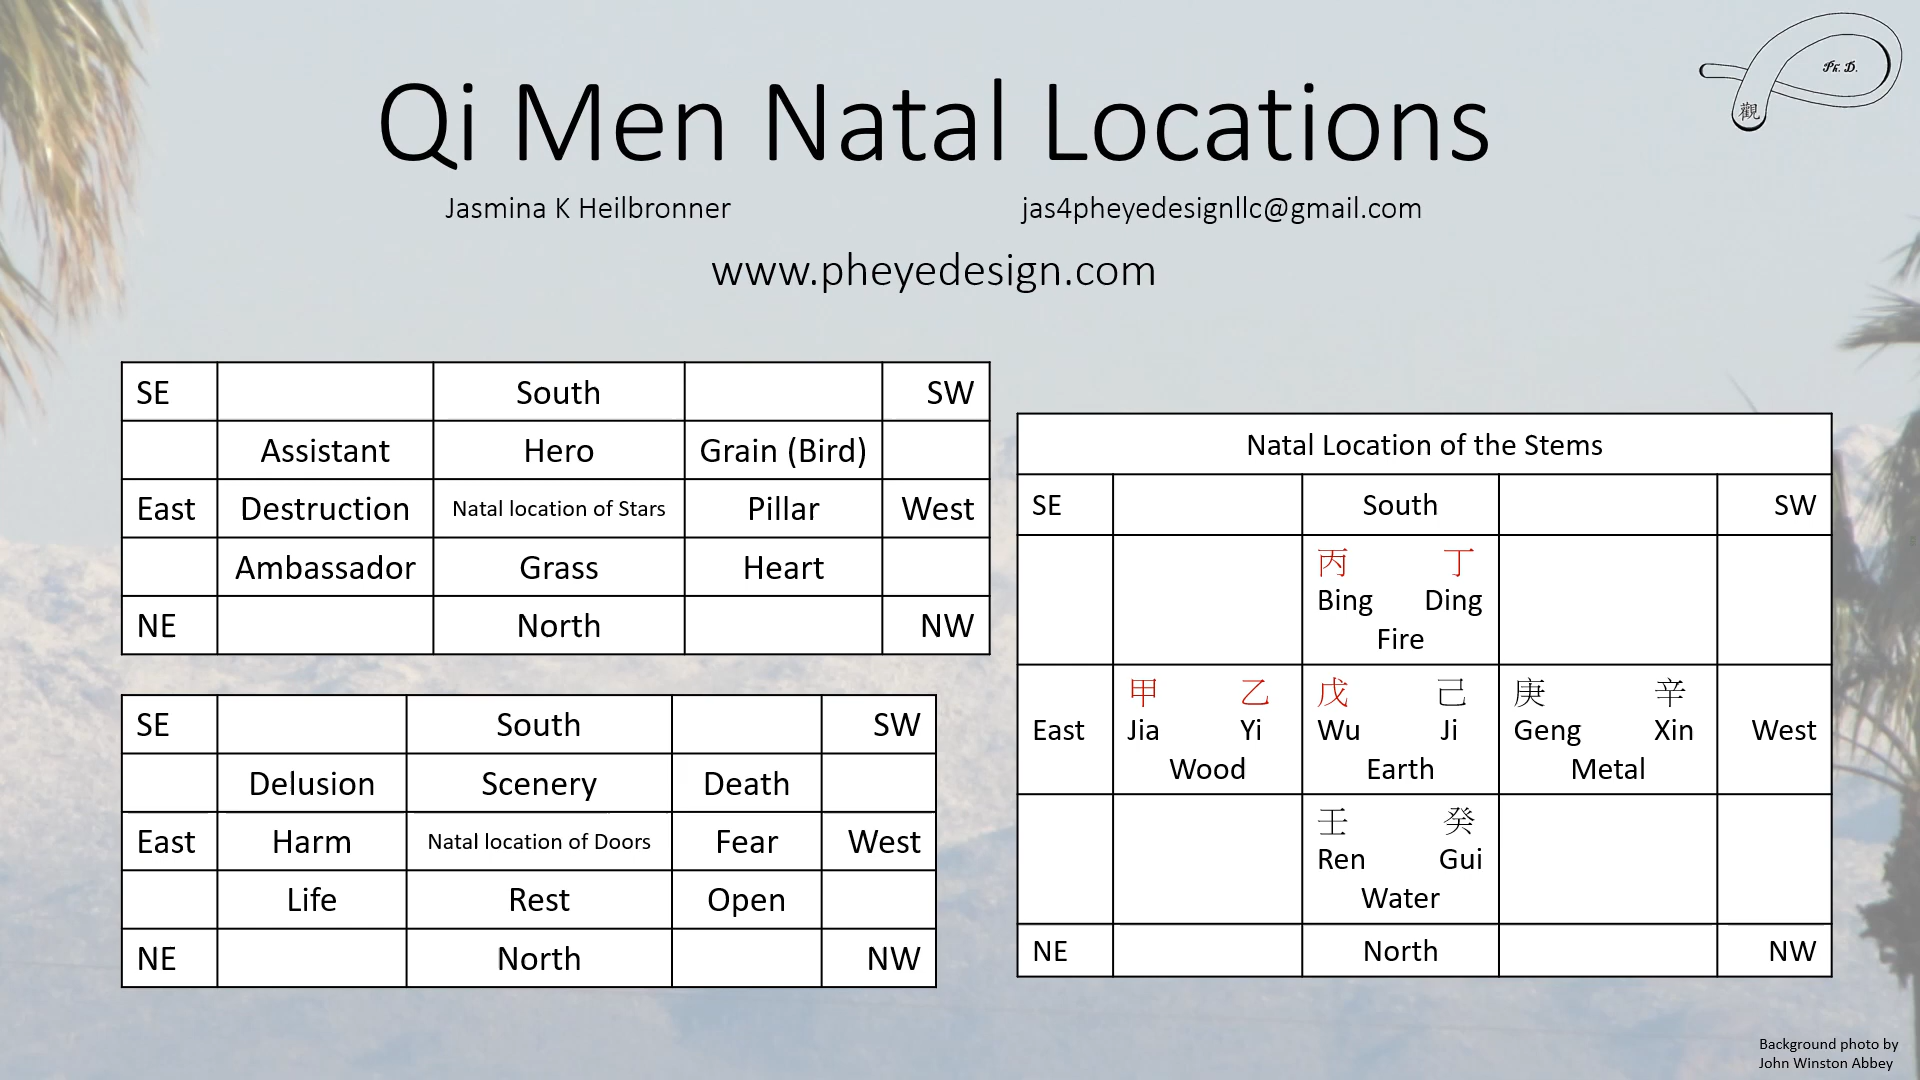 Ph. D.
觀
Qi Men Natal Locations
Jasmina K Heilbronner jas4pheyedesignllc@gmail.com
www.pheyedesign.com
SE South SW
Assistant Hero Grain (Bird)
East Destruction Natal location of Stars Pillar West
Ambassador Grass Heart
NE North NW
SE South SW
Delusion Scenery Death
East Harm Natal location of Doors Fear West
Life Rest Open
NE North NW
Natal Location of the Stems
SE South SW
丙 丁
Bing Ding
Fire
甲 乙 戊 己 庚 辛
East Jia Yi Wu Ji Geng Xin West
Wood Earth Metal
壬 癸
Ren Gui
Water
NE North NW
Background photo by
John Winston Abbey